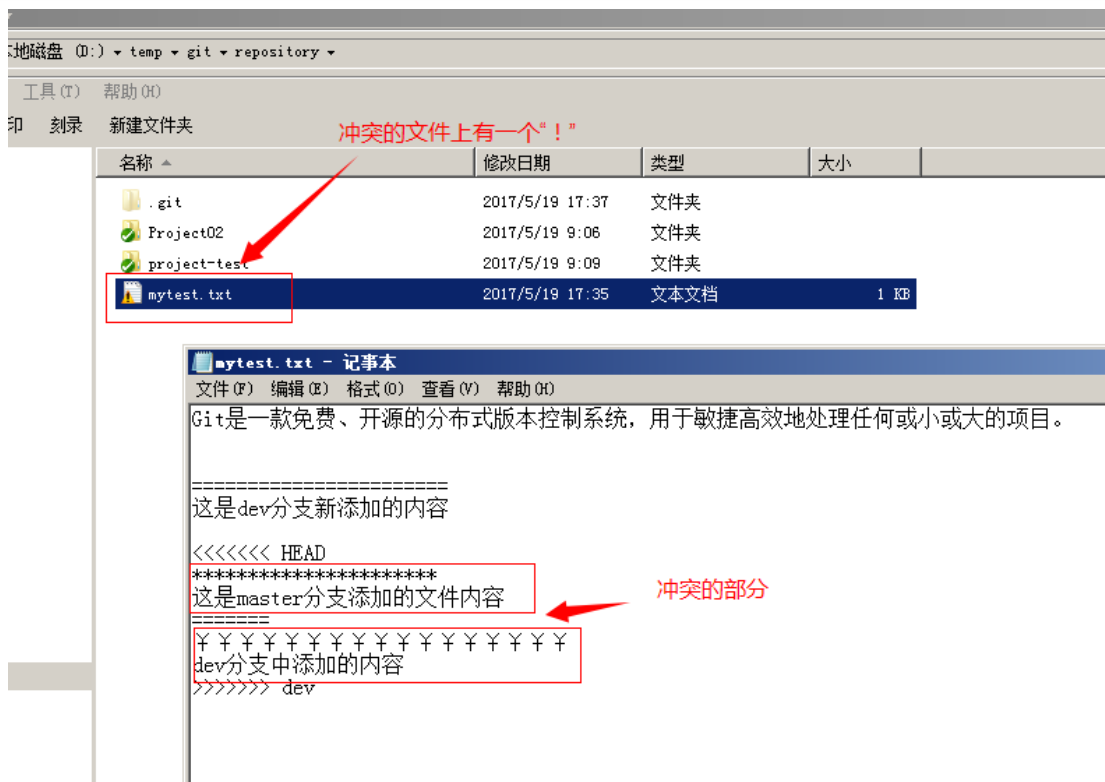 本地磁盘 (D:) ▾ temp ▾ git ▾ repository ▾
工具(T) 帮助(H)
印 刻录 新建文件夹
冲突的文件上有一个“！”
名称 修改日期 类型 大小
.git 2017/5/19 17:37 文件夹
Project02 2017/5/19 9:06 文件夹
project-test 2017/5/19 9:09 文件夹
mytest.txt 2017/5/19 17:35 文本文档 1 KB
mytest.txt - 记事本
文件(F) 编辑(E) 格式(O) 查看(V) 帮助(H)
Git是一款免费、开源的分布式版本控制系统，用于敏捷高效地处理任何或小或大的项目。
=======================
这是dev分支新添加的内容
<<<<<<< HEAD
**********************
这是master分支添加的文件内容
冲突的部分
=======
￥￥￥￥￥￥￥￥￥￥￥￥￥￥￥￥￥
dev分支中添加的内容
>>>>>>> dev